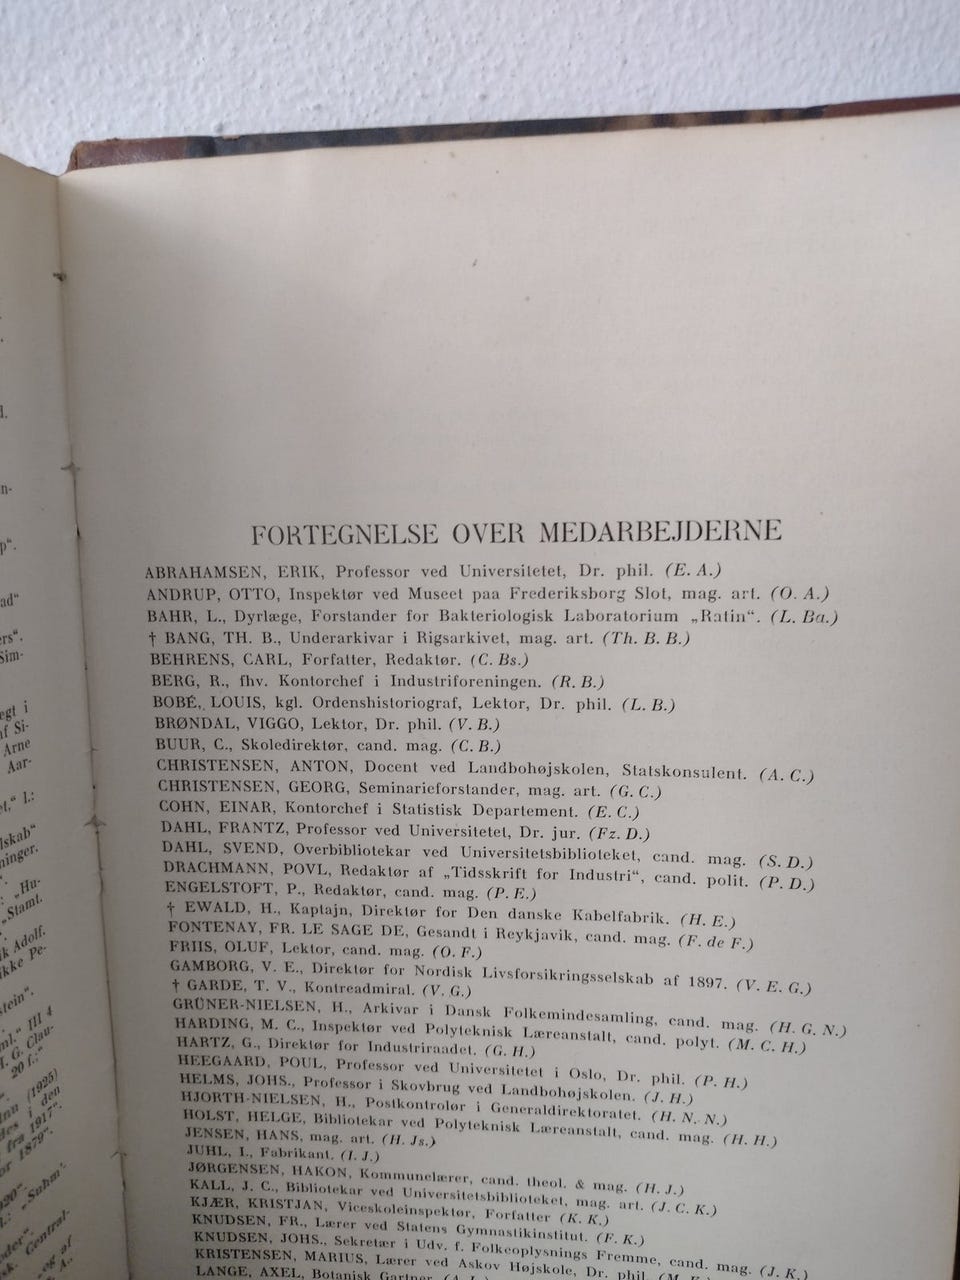 FORTEGNELSE OVER MEDARBEJDERNE
ABRAHAMSEN, ERIK, Professor ved Universitetet, Dr. phil. (E. A.)
ANDRUP, OTTO, Inspektør ved Museet paa Frederiksborg Slot, mag. art. (O. A.)
BAHR, L., Dyrlæge, Forstander for Bakteriologisk Laboratorium „Ratin“. (L. Ba.)
† BANG, TH. B., Underarkivar i Rigsarkivet, mag. art. (Th. B. B.)
BEHRENS, CARL, Forfatter, Redaktør. (C. Bs.)
BERG, R., fhv. Kontorchef i Industriforeningen. (R. B.)
BOBÉ, LOUIS, kgl. Ordenshistoriograf, Lektor, Dr. phil. (L. B.)
BRØNDAL, VIGGO, Lektor, Dr. phil. (V. B.)
BUUR, C., Skoledirektør, cand. mag. (C. B.)
CHRISTENSEN, ANTON, Docent ved Landbohøjskolen, Statskonsulent. (A. C.)
CHRISTENSEN, GEORG, Seminarieforstander, mag. art. (G. C.)
COHN, EINAR, Kontorchef i Statistisk Departement. (E. C.)
DAHL, FRANTZ, Professor ved Universitetet, Dr. jur. (Fz. D.)
DAHL, SVEND, Overbibliotekar ved Universitetsbiblioteket, cand. mag. (S. D.)
DRACHMANN, POVL, Redaktør af „Tidsskrift for Industri“, cand. polit. (P. D.)
ENGELSTOFT, P., Redaktør, cand. mag. (P. E.)
† EWALD, H., Kaptajn, Direktør for Den danske Kabelfabrik. (H. E.)
FONTENAY, FR. LE SAGE DE, Gesandt i Reykjavik, cand. mag. (F. de F.)
FRIIS, OLUF, Lektor, cand. mag. (O. F.)
GAMBORG, V. E., Direktør for Nordisk Livsforsikringsselskab af 1897. (V. E. G.)
† GARDE, T. V., Kontreadmiral. (V. G.)
GRÜNER-NIELSEN, H., Arkivar i Dansk Folkemindesamling, cand. mag. (H. G. N.)
HARDING, M. C., Inspektør ved Polyteknisk Læreanstalt, cand. polyt. (M. C. H.)
HARTZ, G., Direktør for Industriraadet. (G. H.)
HEEGAARD, POUL, Professor ved Universitetet i Oslo, Dr. phil. (P. H.)
HELMS, JOHS., Professor i Skovbrug ved Landbohøjskolen. (J. H.)
HJORTH-NIELSEN, H., Postkontrolør i Generaldirektoratet. (H. N. N.)
HOLST, HELGE, Bibliotekar ved Polyteknisk Læreanstalt, cand. mag. (H. H.)
JENSEN, HANS, mag. art. (H. Js.)
JUHL, I., Fabrikant. (I. J.)
JØRGENSEN, HAKON, Kommunelærer, cand. theol. & mag. (H. J.)
KALL, J. C., Bibliotekar ved Universitetsbiblioteket, mag. art. (J. C. K.)
KJÆR, KRISTJAN, Viceskoleinspektør, Forfatter (K. K.)
KNUDSEN, FR., Lærer ved Statens Gymnastikinstitut. (F. K.)
KNUDSEN, JOHS., Sekretær i Udv. f. Folkeoplysnings Fremme, cand. mag. (J. K.)
KRISTENSEN, MARIUS, Lærer ved Askov Højskole, Dr. phil. (M. K.)
LANGE, AXEL, Botanisk Gartner